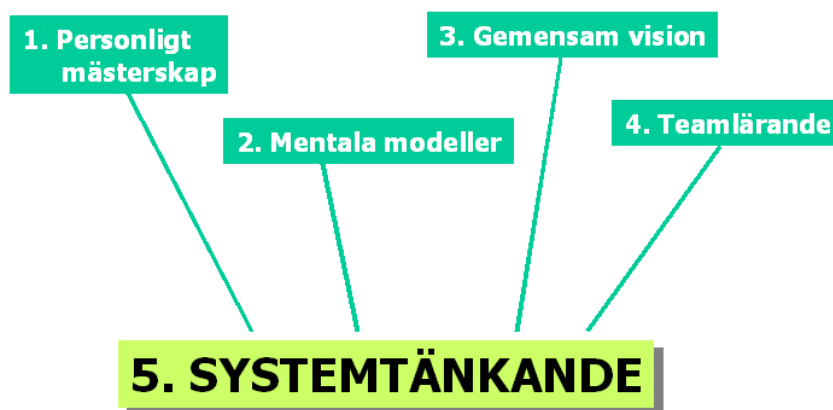 1. Personligt
mästerskap
2. Mentala modeller
3. Gemensam vision
4. Teamlärande
5. SYSTEMTÄNKANDE